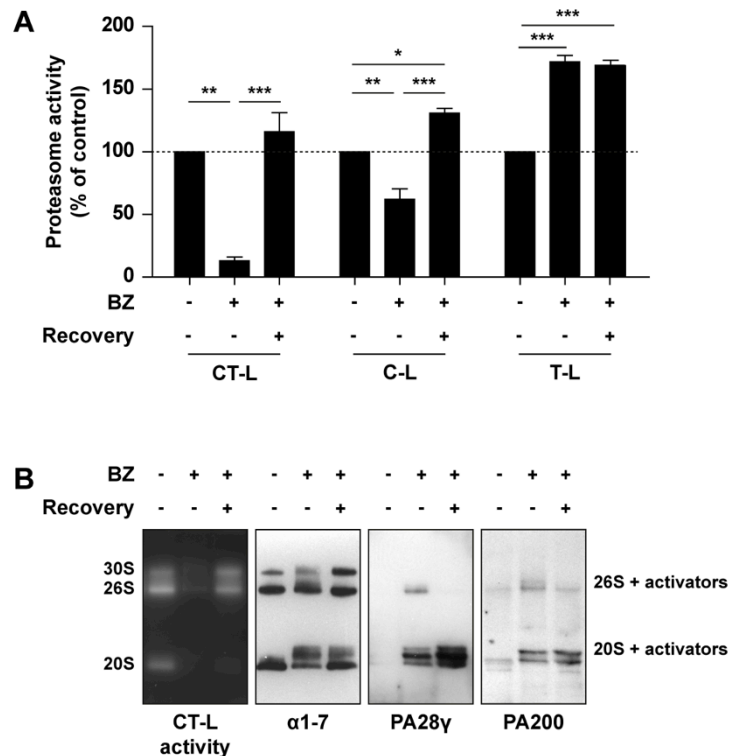 A
Proteasome activity
(% of control)
200
150
100
50
0
** ***
* ** ***
*** ***
BZ - + + - + + - + +
Recovery - - + - - + - - +
CT-L C-L T-L
B
BZ - + + - + + - + + - + +
Recovery - - + - - + - - + - - +
30S
26S
20S
26S + activators
20S + activators
CT-L
activity
α1-7
PA28γ
PA200